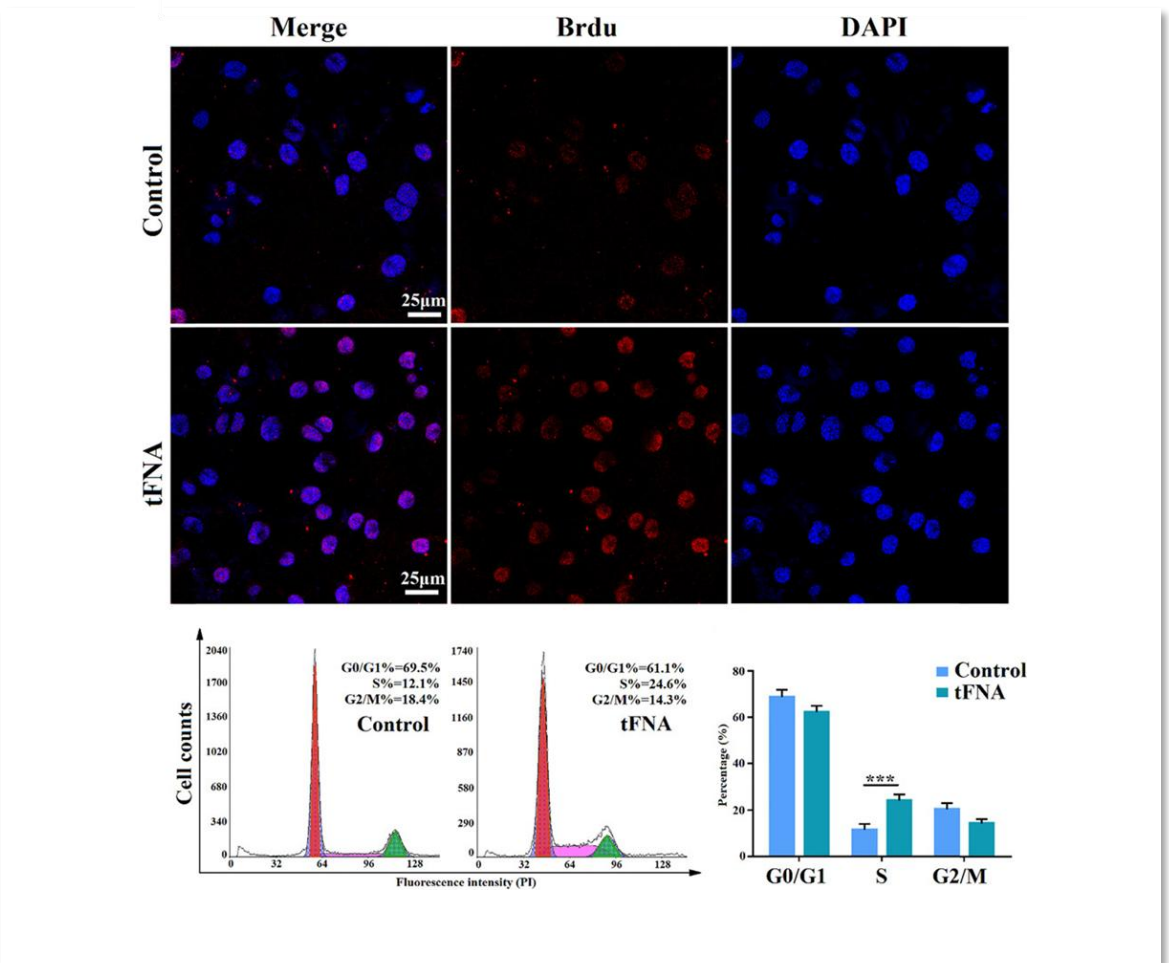 Merge Brdu DAPI
Control
25μm
tFNA
25μm
Cell counts
2040
1700
1360
1020
680
340
0
0 32 64 96 128
G0/G1%=69.5%
S%=12.1%
G2/M%=18.4%
Control
1740
1450
1160
870
580
290
0
0 32 64 96 128
G0/G1%=61.1%
S%=24.6%
G2/M%=14.3%
tFNA
Fluorescence intensity (PI)
Percentage (%)
80
60
40
20
0
Control
tFNA
***
G0/G1 S G2/M